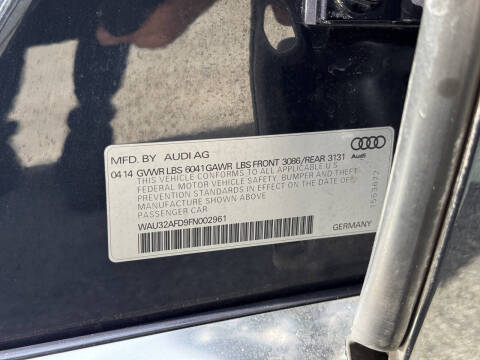 MFD. BY AUDI AG
04 14 GVWR LBS 6041 GAWR LBS FRONT 3086/REAR 3131
THIS VEHICLE CONFORMS TO ALL APPLICABLE U.S
FEDERAL MOTOR VEHICLE SAFETY, BUMPER AND THEFT
PREVENTION STANDARDS IN EFFECT ON THE DATE OF
MANUFACTURE SHOWN ABOVE
PASSENGER CAR
WAU32AFD9FN002961
GERMANY
Audi
1553672